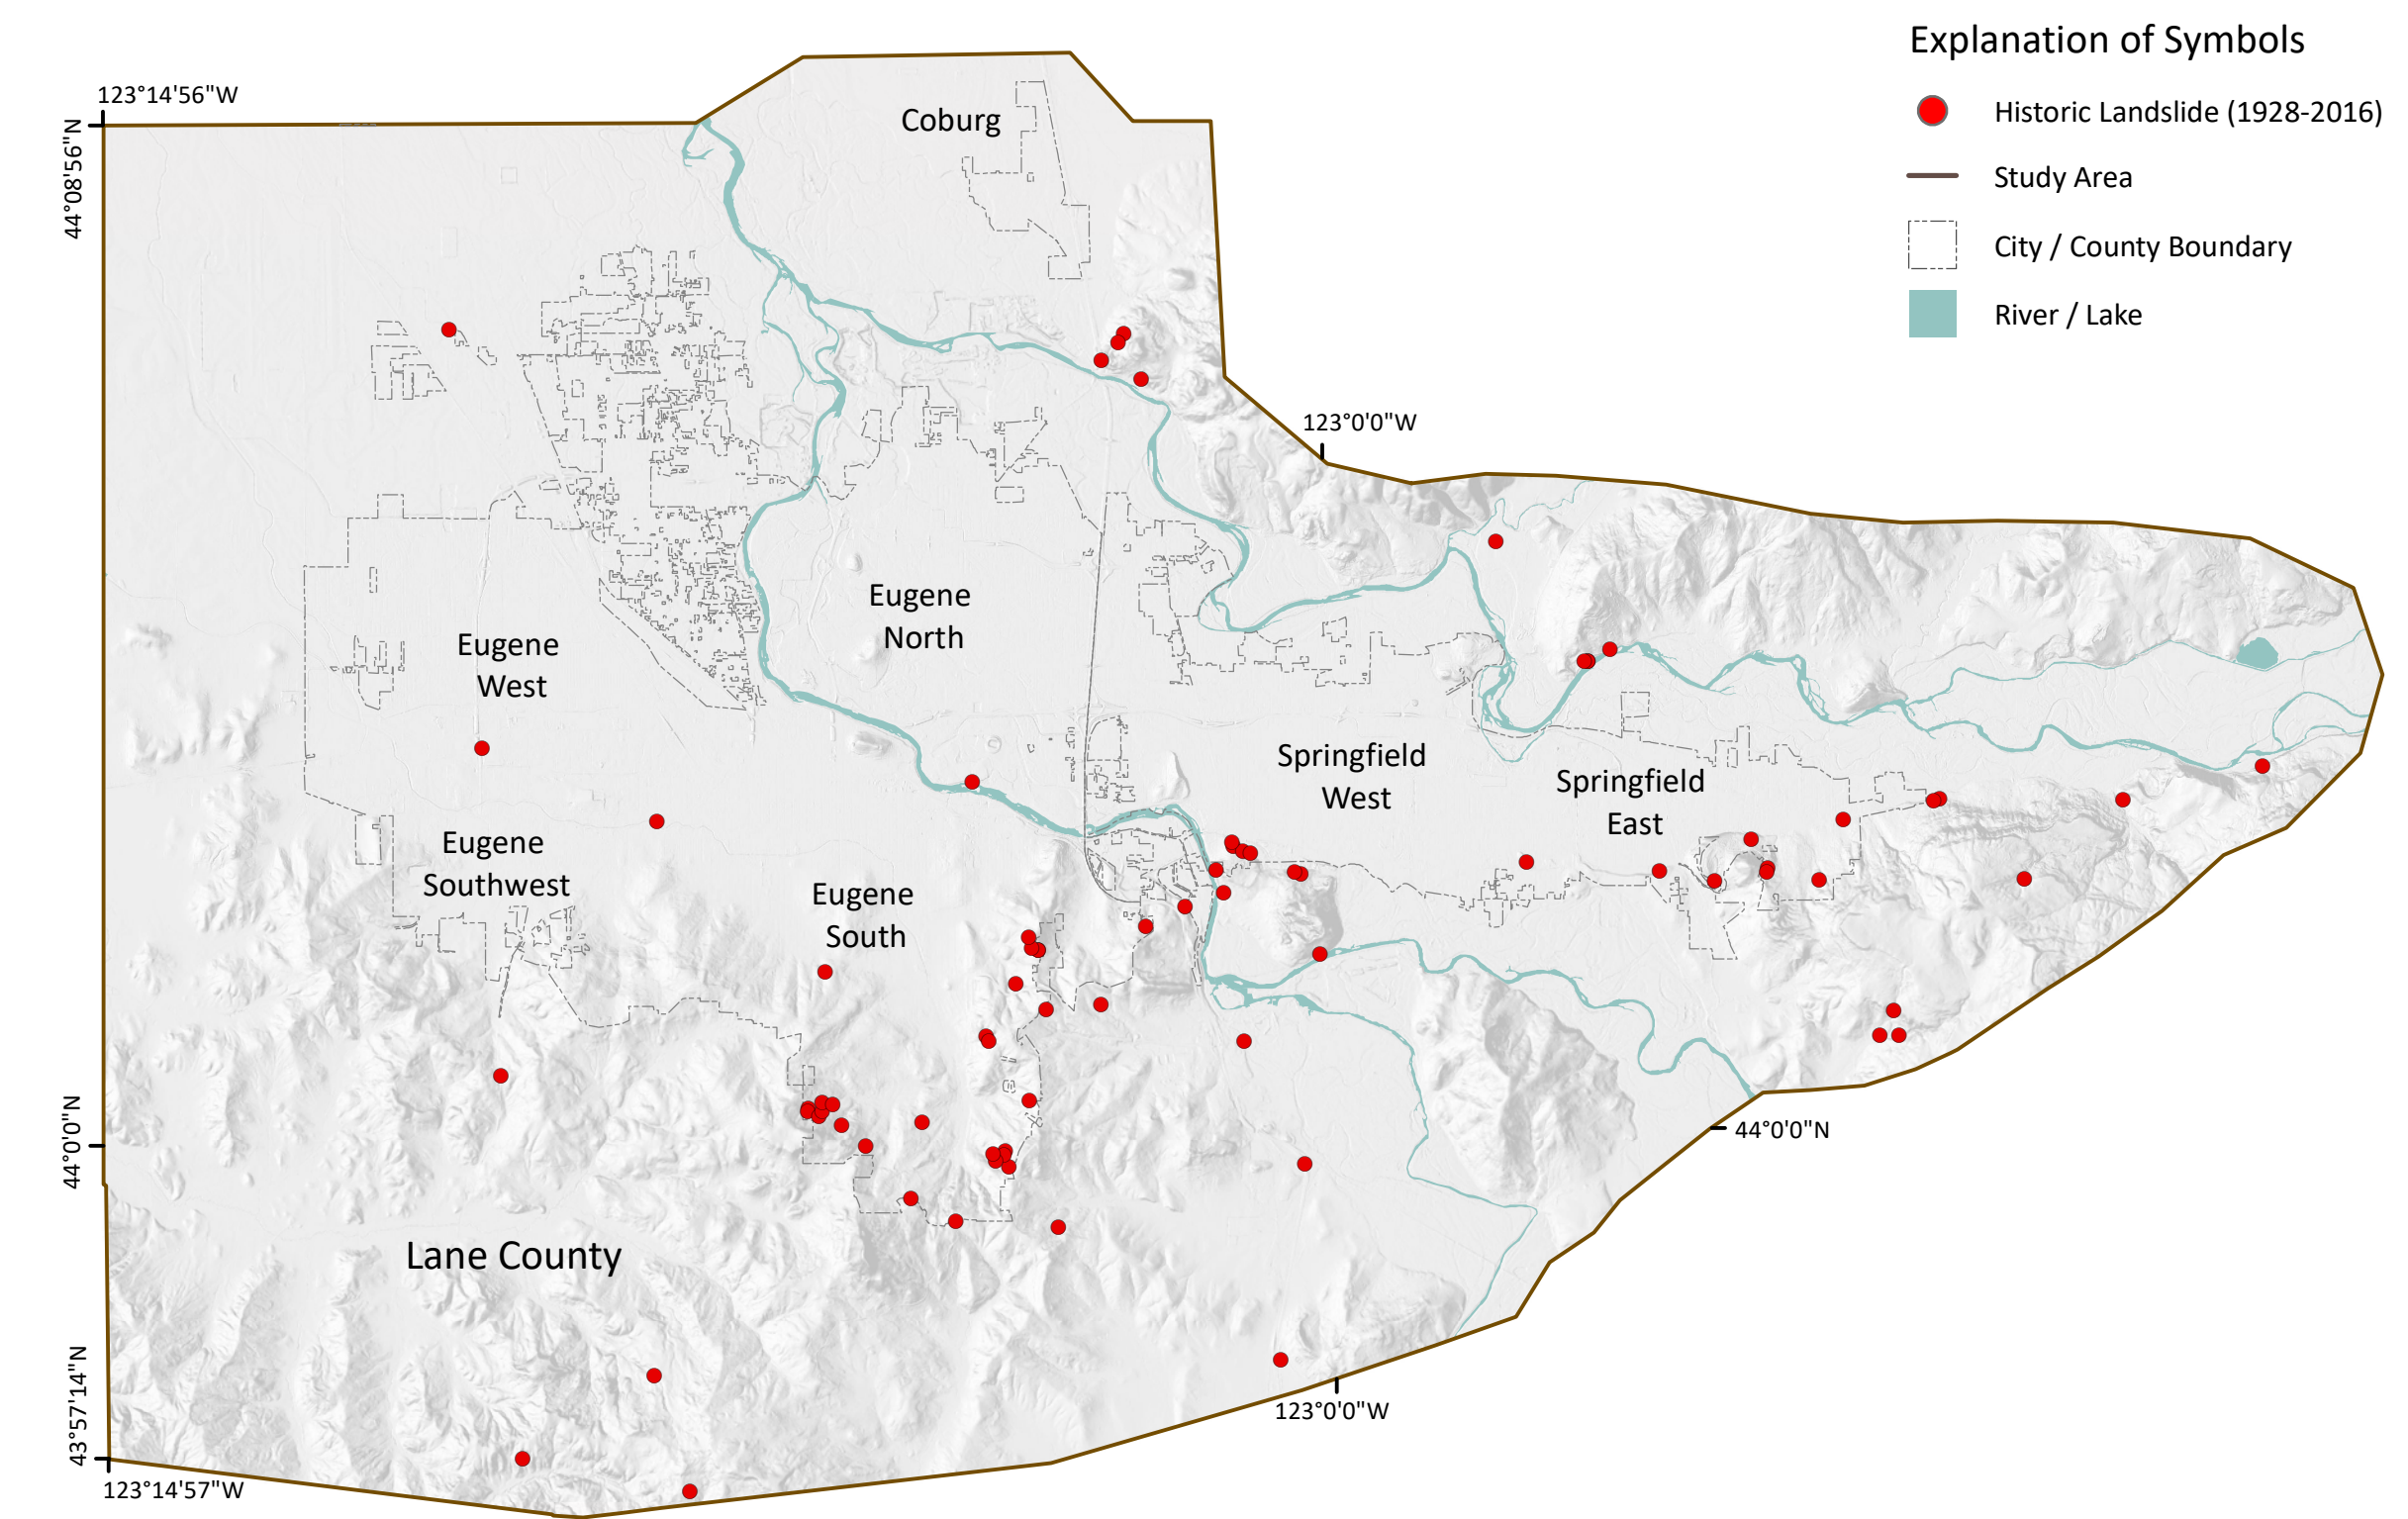 Explanation of Symbols
Historic Landslide (1928-2016)
Study Area
City / County Boundary
River / Lake
123°14'56"W
44°08'56"N
Coburg
123°0'0"W
Eugene
North
Eugene
West
Springfield
West
Springfield
East
Eugene
Southwest
Eugene
South
44°0'0"N
44°0'0"N
Lane County
43°57'14"N
123°0'0"W
123°14'57"W